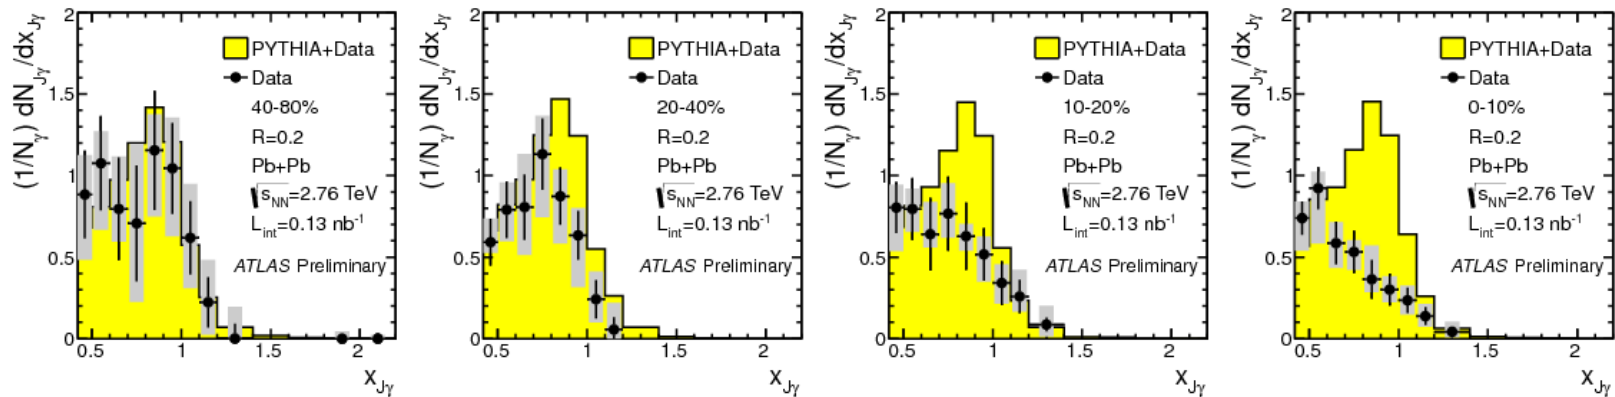 (1/Nγ) dN_Jγ/dx_Jγ
2
1.5
1
0.5
0
PYTHIA+Data
Data
40-80%
R=0.2
Pb+Pb
√s_NN=2.76 TeV
L_int=0.13 nb⁻¹
ATLAS Preliminary
0.5 1 1.5 2
x_Jγ
(1/Nγ) dN_Jγ/dx_Jγ
2
1.5
1
0.5
0
PYTHIA+Data
Data
20-40%
R=0.2
Pb+Pb
√s_NN=2.76 TeV
L_int=0.13 nb⁻¹
ATLAS Preliminary
0.5 1 1.5 2
x_Jγ
(1/Nγ) dN_Jγ/dx_Jγ
2
1.5
1
0.5
0
PYTHIA+Data
Data
10-20%
R=0.2
Pb+Pb
√s_NN=2.76 TeV
L_int=0.13 nb⁻¹
ATLAS Preliminary
0.5 1 1.5 2
x_Jγ
(1/Nγ) dN_Jγ/dx_Jγ
2
1.5
1
0.5
0
PYTHIA+Data
Data
0-10%
R=0.2
Pb+Pb
√s_NN=2.76 TeV
L_int=0.13 nb⁻¹
ATLAS Preliminary
0.5 1 1.5 2
x_Jγ